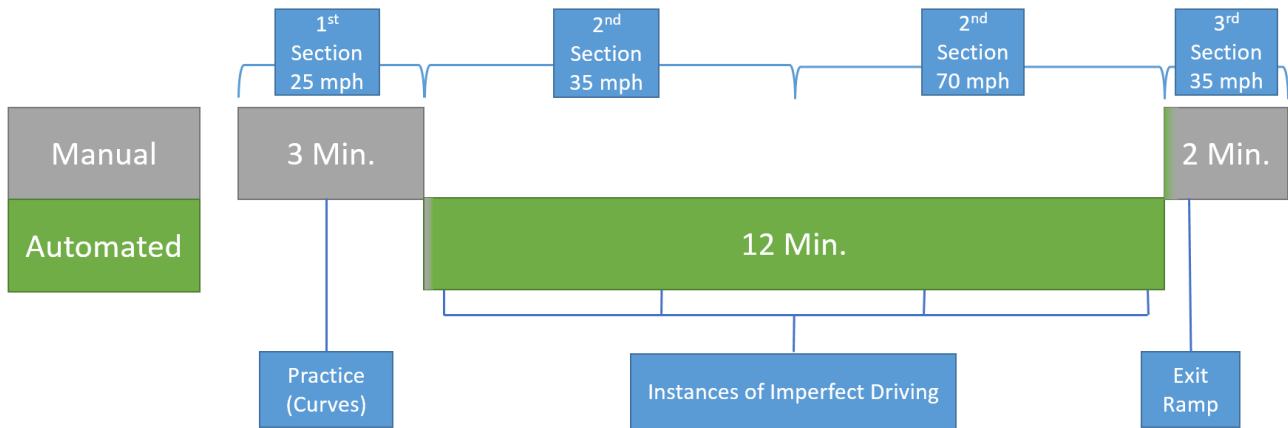 1st
Section
25 mph
2nd
Section
35 mph
2nd
Section
70 mph
3rd
Section
35 mph
Manual
3 Min.
2 Min.
Automated
12 Min.
Practice
(Curves)
Instances of Imperfect Driving
Exit
Ramp